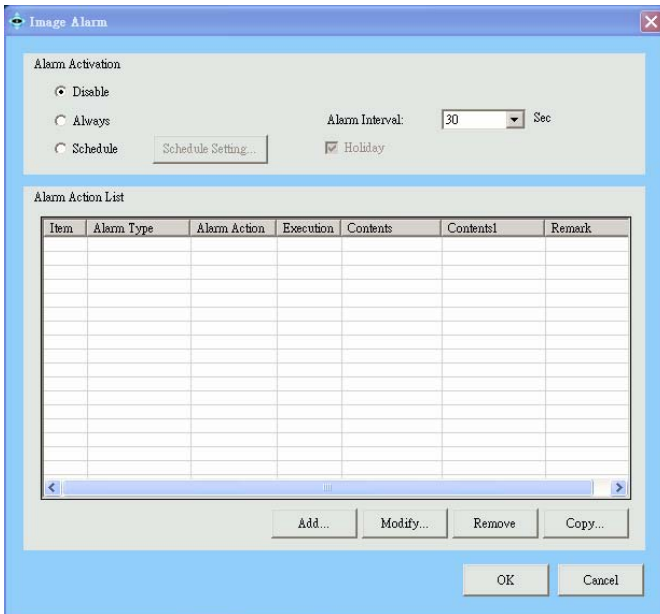 Image Alarm
Alarm Activation
Disable
Always
Alarm Interval: 30 Sec
Schedule Schedule Setting... Holiday
Alarm Action List
Item Alarm Type Alarm Action Execution Contents Contents1 Remark
Add... Modify... Remove Copy...
OK Cancel